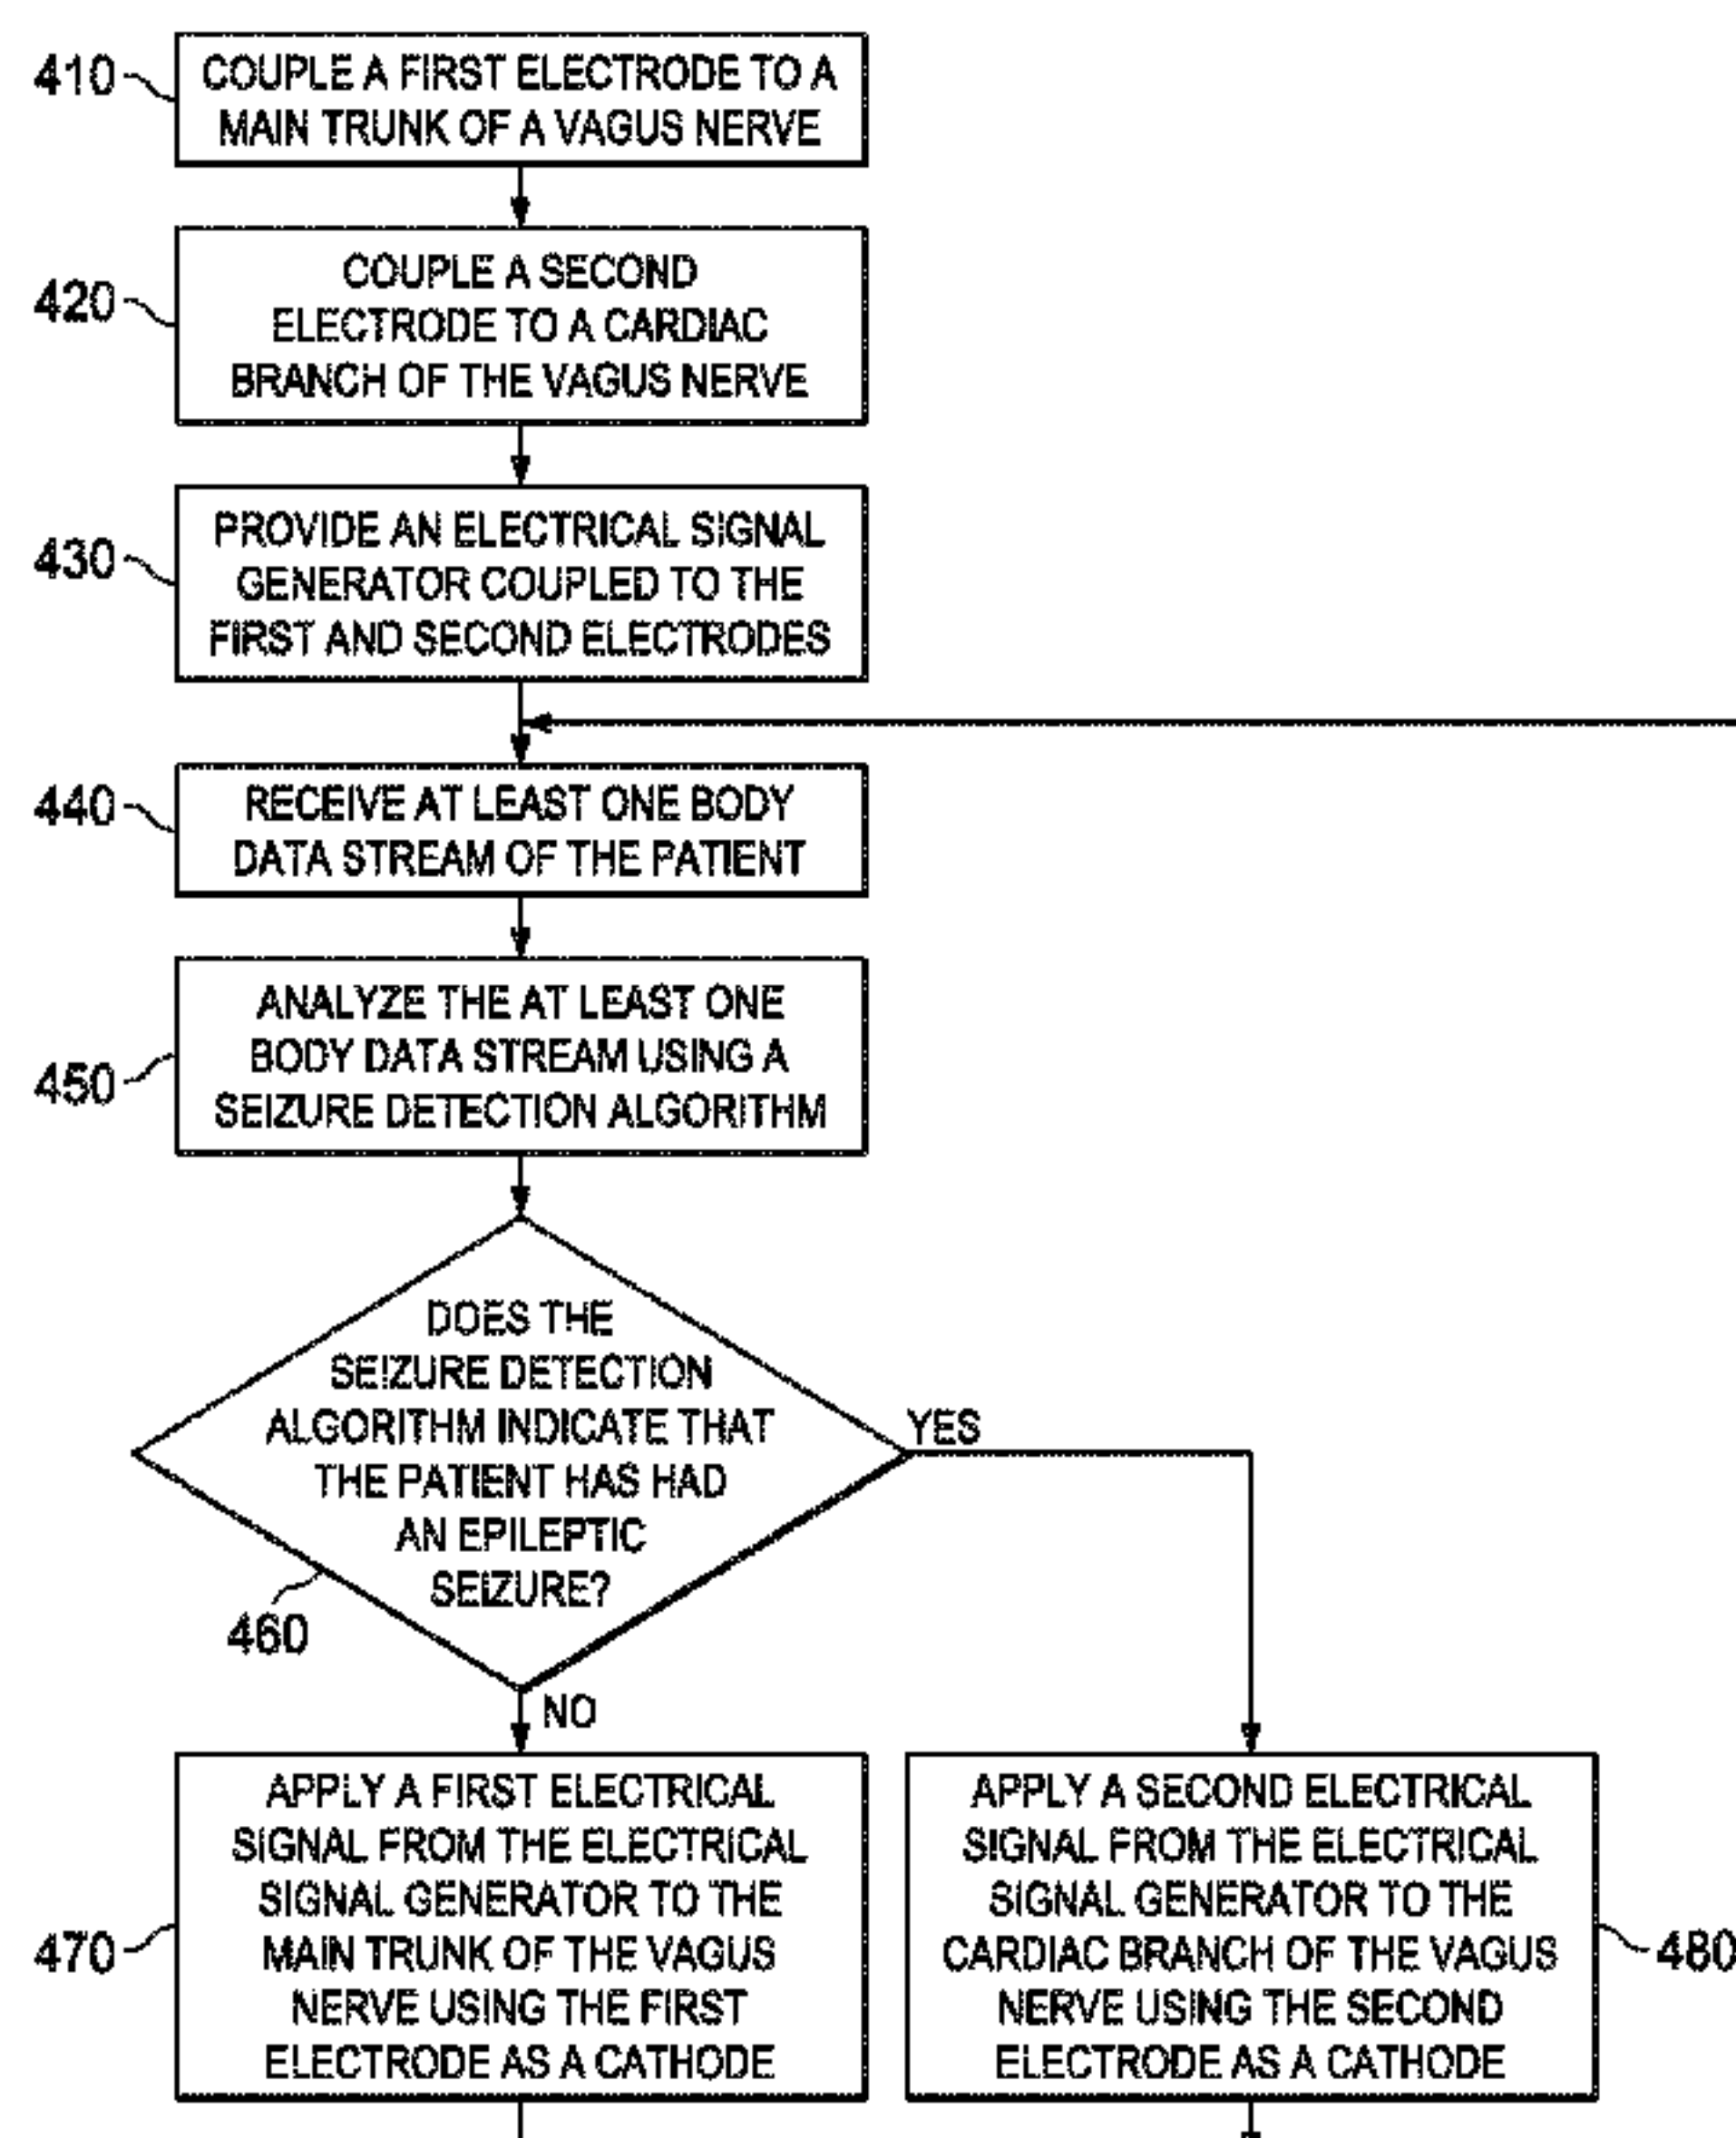 410
COUPLE A FIRST ELECTRODE TO A
MAIN TRUNK OF A VAGUS NERVE
420
COUPLE A SECOND
ELECTRODE TO A CARDIAC
BRANCH OF THE VAGUS NERVE
430
PROVIDE AN ELECTRICAL SIGNAL
GENERATOR COUPLED TO THE
FIRST AND SECOND ELECTRODES
440
RECEIVE AT LEAST ONE BODY
DATA STREAM OF THE PATIENT
450
ANALYZE THE AT LEAST ONE
BODY DATA STREAM USING A
SEIZURE DETECTION ALGORITHM
DOES THE
SEIZURE DETECTION
ALGORITHM INDICATE THAT
THE PATIENT HAS HAD
AN EPILEPTIC
SEIZURE?
460
YES
NO
470
APPLY A FIRST ELECTRICAL
SIGNAL FROM THE ELECTRICAL
SIGNAL GENERATOR TO THE
MAIN TRUNK OF THE VAGUS
NERVE USING THE FIRST
ELECTRODE AS A CATHODE
APPLY A SECOND ELECTRICAL
SIGNAL FROM THE ELECTRICAL
SIGNAL GENERATOR TO THE
CARDIAC BRANCH OF THE VAGUS
NERVE USING THE SECOND
ELECTRODE AS A CATHODE
480